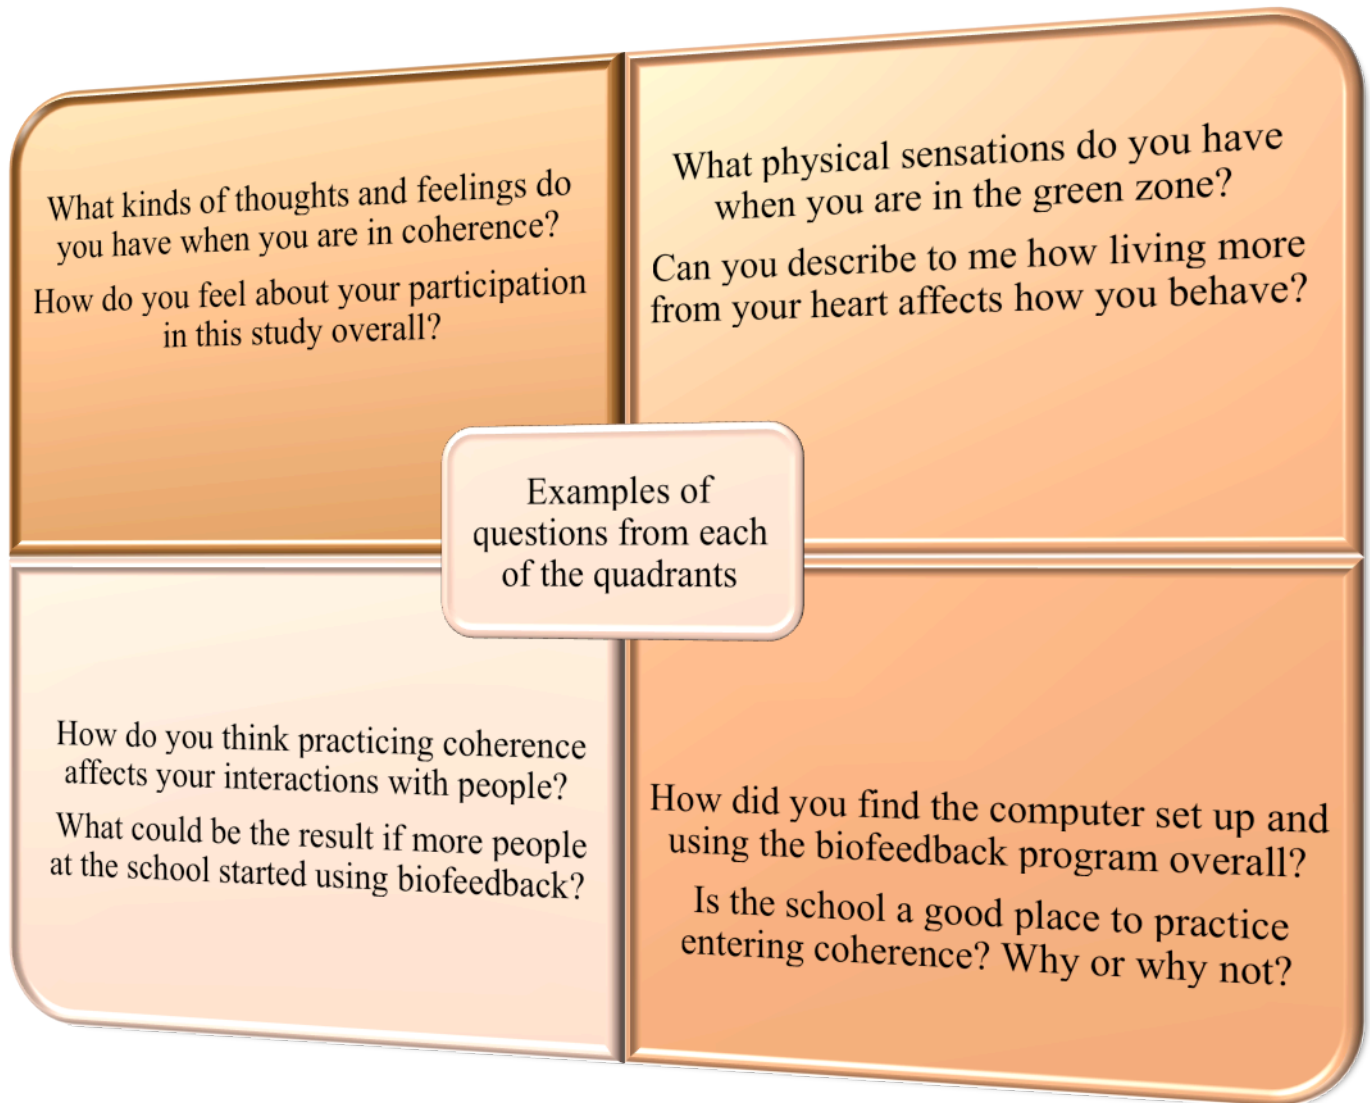 What kinds of thoughts and feelings do
you have when you are in coherence?
How do you feel about your participation
in this study overall?
What physical sensations do you have
when you are in the green zone?
Can you describe to me how living more
from your heart affects how you behave?
Examples of
questions from each
of the quadrants
How do you think practicing coherence
affects your interactions with people?
What could be the result if more people
at the school started using biofeedback?
How did you find the computer set up and
using the biofeedback program overall?
Is the school a good place to practice
entering coherence? Why or why not?